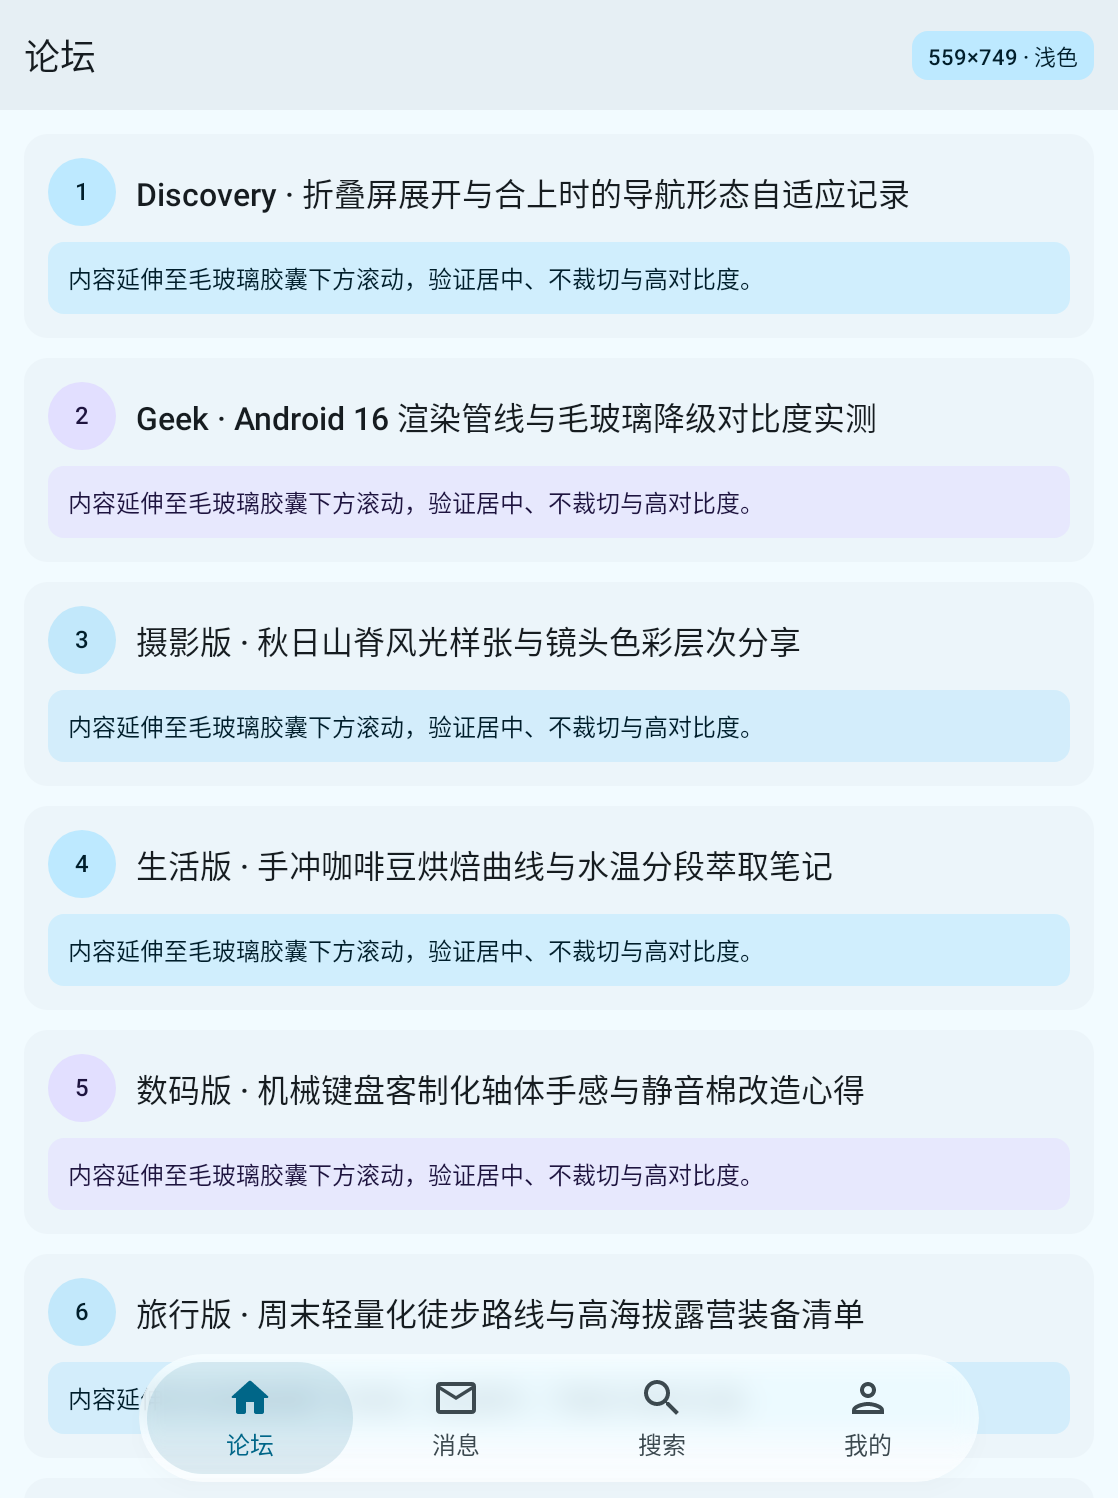 论坛
559×749 · 浅色
1
Discovery · 折叠屏展开与合上时的导航形态自适应记录
内容延伸至毛玻璃胶囊下方滚动，验证居中、不裁切与高对比度。
2
Geek · Android 16 渲染管线与毛玻璃降级对比度实测
内容延伸至毛玻璃胶囊下方滚动，验证居中、不裁切与高对比度。
3
摄影版 · 秋日山脊风光样张与镜头色彩层次分享
内容延伸至毛玻璃胶囊下方滚动，验证居中、不裁切与高对比度。
4
生活版 · 手冲咖啡豆烘焙曲线与水温分段萃取笔记
内容延伸至毛玻璃胶囊下方滚动，验证居中、不裁切与高对比度。
5
数码版 · 机械键盘客制化轴体手感与静音棉改造心得
内容延伸至毛玻璃胶囊下方滚动，验证居中、不裁切与高对比度。
6
旅行版 · 周末轻量化徒步路线与高海拔露营装备清单
内容延
论坛
消息
搜索
我的